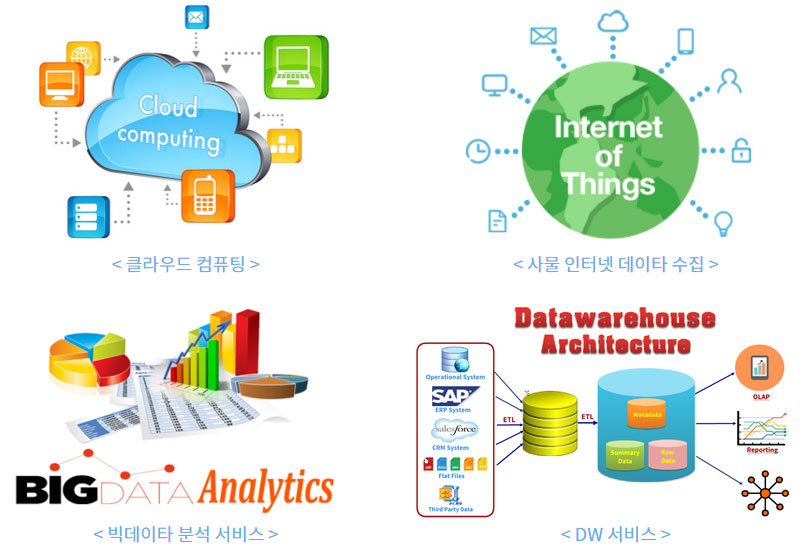 Cloud
computing
< 클라우드 컴퓨팅 >
Internet
of
Things
< 사물 인터넷 데이타 수집 >
BIGDATA Analytics
< 빅데이타 분석 서비스 >
Datawarehouse
Architecture
Operational System
SAP
ERP System
salesforce
CRM System
Flat Files
Third Party Data
ETL
ETL
Metadata
Summary
Data
Raw
Data
OLAP
Reporting
< DW 서비스 >